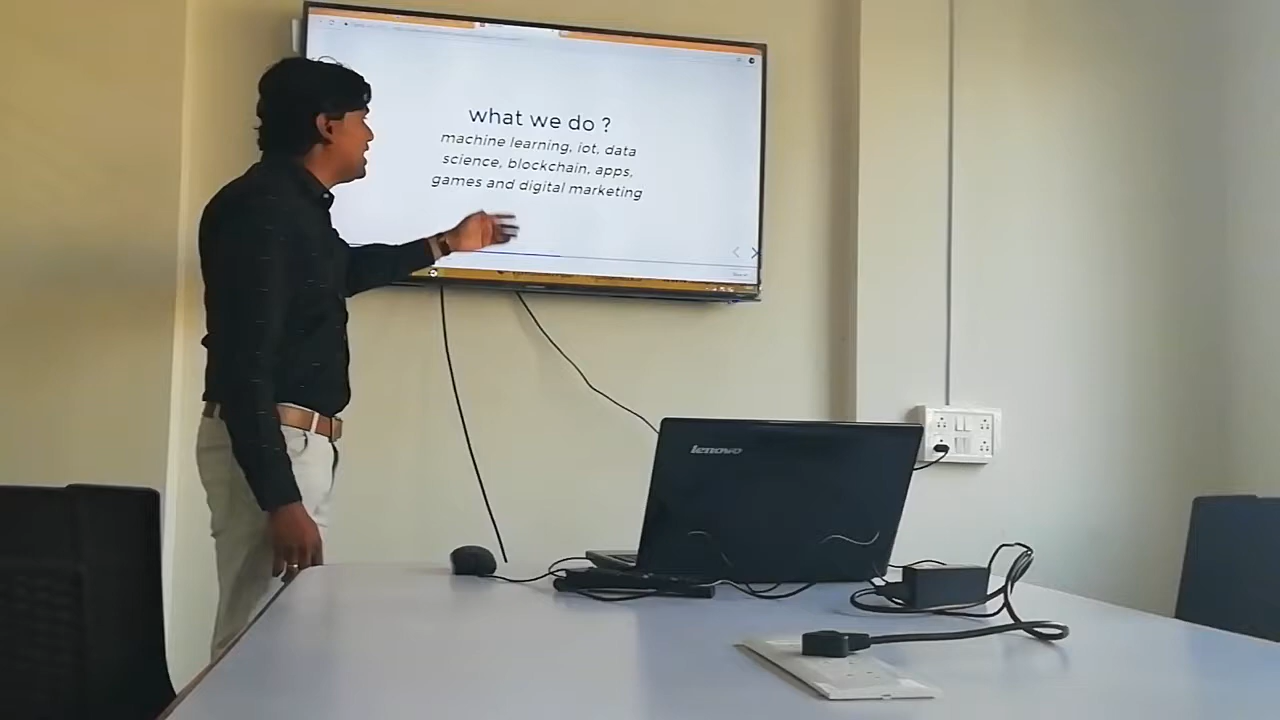 what we do ?
machine learning, iot, data
science, blockchain, apps,
games and digital marketing
lenovo